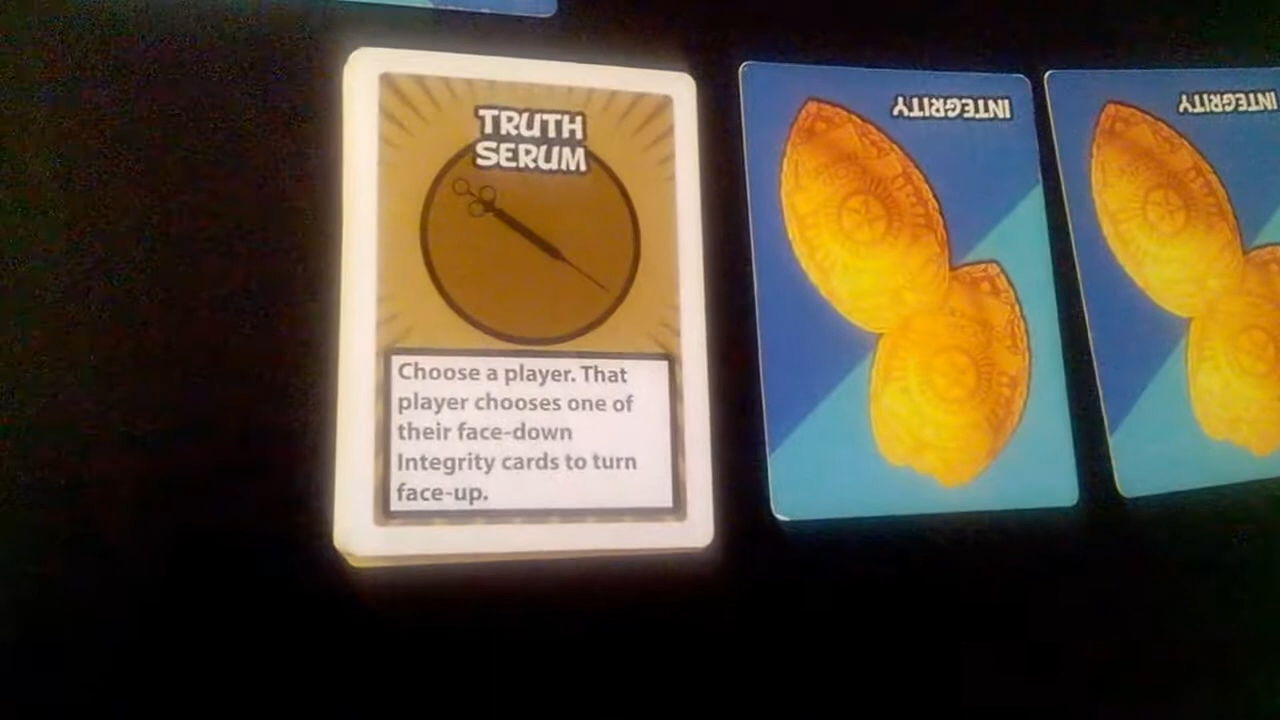 TRUTH
SERUM
Choose a player. That
player chooses one of
their face-down
Integrity cards to turn
face-up.
INTEGRITY
INTEGRITY